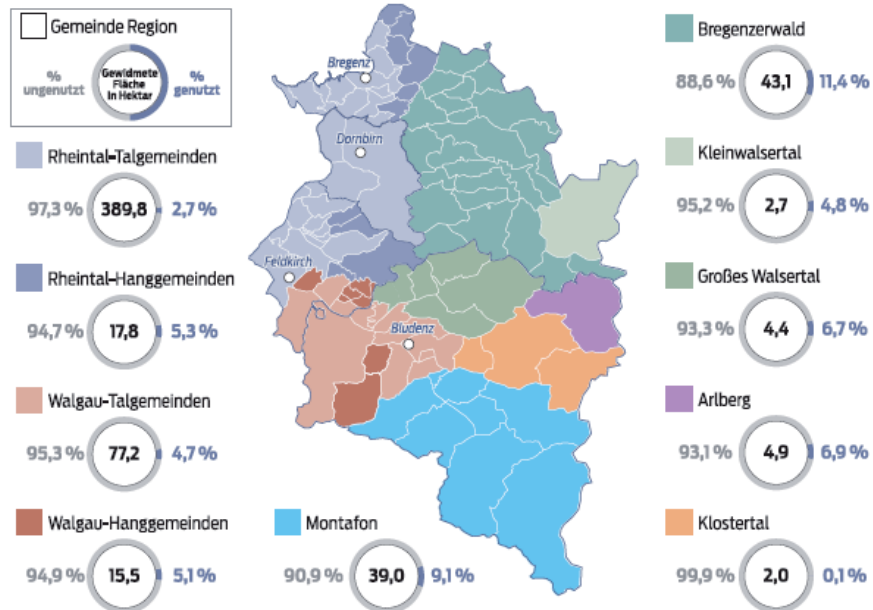 Gemeinde Region
%
ungenutzt
Gewidmete
Fläche
in Hektar
%
genutzt
Rheintal-Talgemeinden
97,3 % 389,8 2,7 %
Rheintal-Hanggemeinden
94,7 % 17,8 5,3 %
Walgau-Talgemeinden
95,3 % 77,2 4,7 %
Walgau-Hanggemeinden
94,9 % 15,5 5,1 %
Bregenz
Dornbirn
Feldkirch
Bludenz
Montafon
90,9 % 39,0 9,1 %
Bregenzerwald
88,6 % 43,1 11,4 %
Kleinwalsertal
95,2 % 2,7 4,8 %
Großes Walsertal
93,3 % 4,4 6,7 %
Arlberg
93,1 % 4,9 6,9 %
Klostertal
99,9 % 2,0 0,1 %